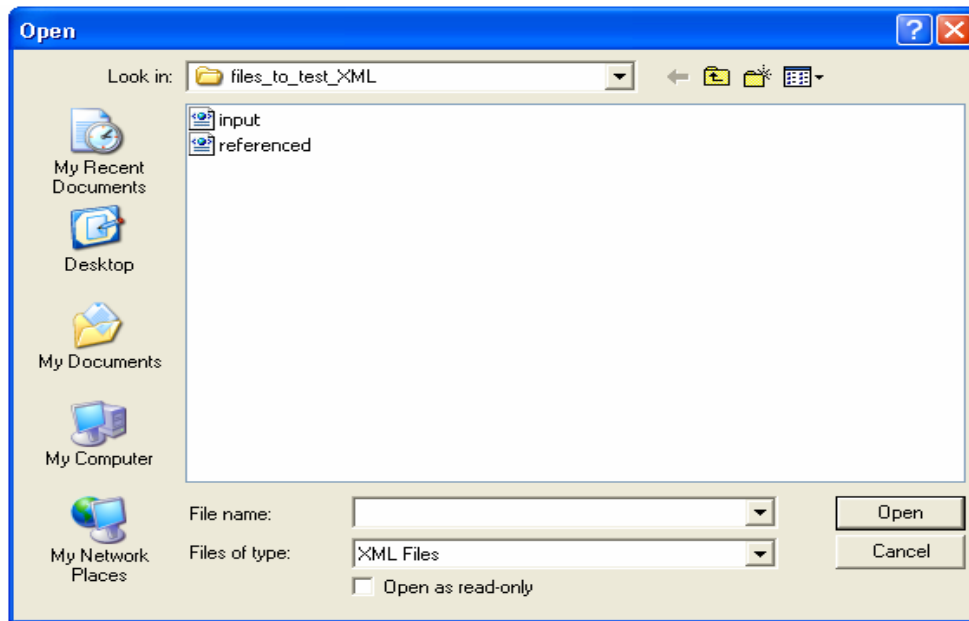 Open
Look in:
files_to_test_XML
input
referenced
My Recent
Documents
Desktop
My Documents
My Computer
My Network
Places
File name:
Open
Files of type:
XML Files
Cancel
Open as read-only